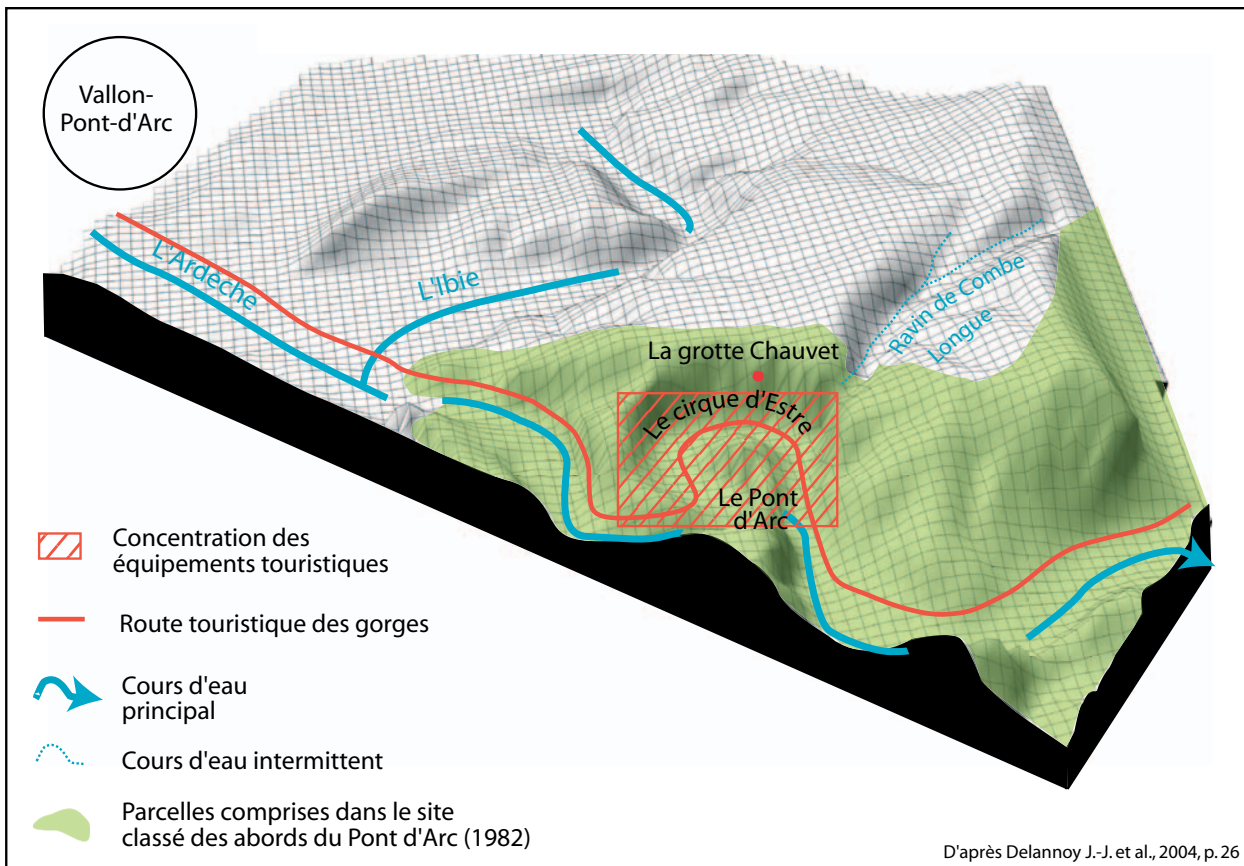 Vallon-
Pont-d'Arc
L'Ardèche
L'Ibie
Ravin de Combe
Longue
La grotte Chauvet
Le cirque d'Estre
Le Pont
d'Arc
Concentration des
équipements touristiques
Route touristique des gorges
Cours d'eau
principal
Cours d'eau intermittent
Parcelles comprises dans le site
classé des abords du Pont d'Arc (1982)
D'après Delannoy J.-J. et al., 2004, p. 26